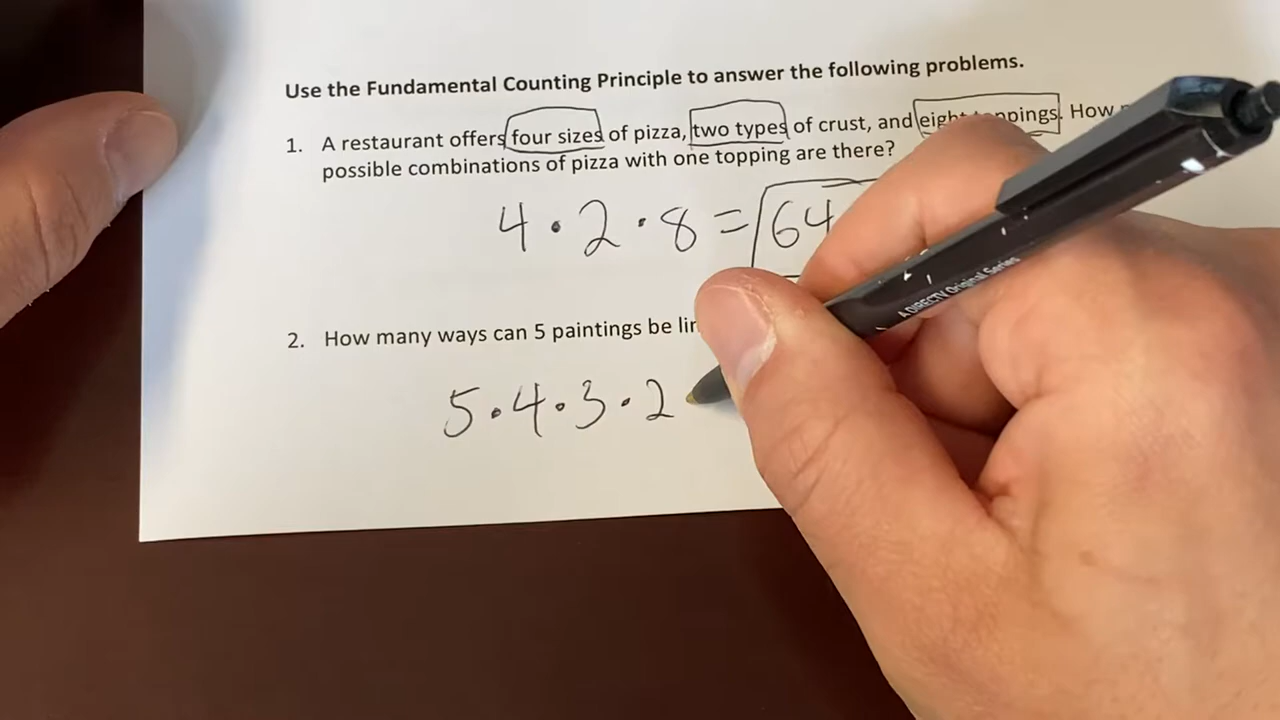 Use the Fundamental Counting Principle to answer the following problems.
1. A restaurant offers four sizes of pizza, two types of crust, and eight toppings. How
possible combinations of pizza with one topping are there?
4 · 2 · 8 = 64
2. How many ways can 5 paintings be
5 · 4 · 3 · 2
A DIRECTV Original Series